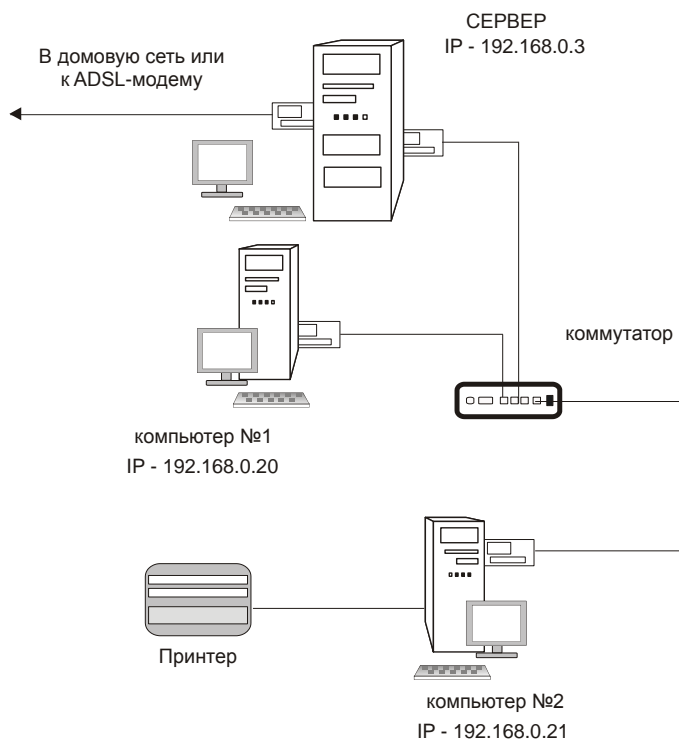 СЕРВЕР
IP - 192.168.0.3
В домовую сеть или
к ADSL-модему
коммутатор
компьютер №1
IP - 192.168.0.20
Принтер
компьютер №2
IP - 192.168.0.21